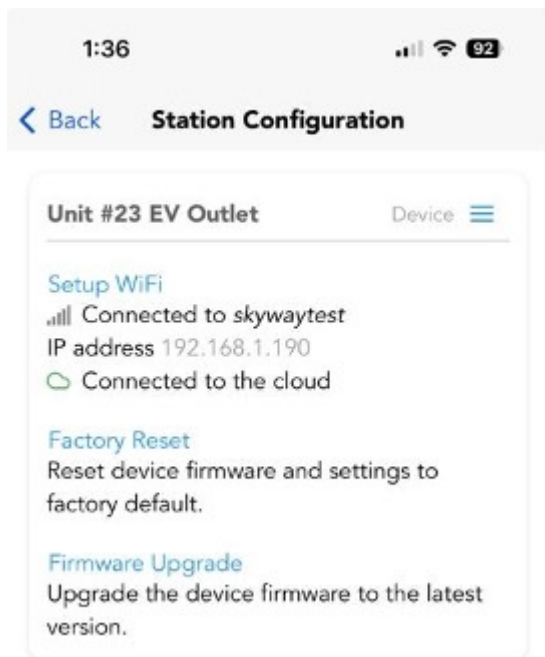 1:36
92
Back Station Configuration
Unit #23 EV Outlet Device
Setup WiFi
Connected to skywaytest
IP address 192.168.1.190
Connected to the cloud
Factory Reset
Reset device firmware and settings to
factory default.
Firmware Upgrade
Upgrade the device firmware to the latest
version.